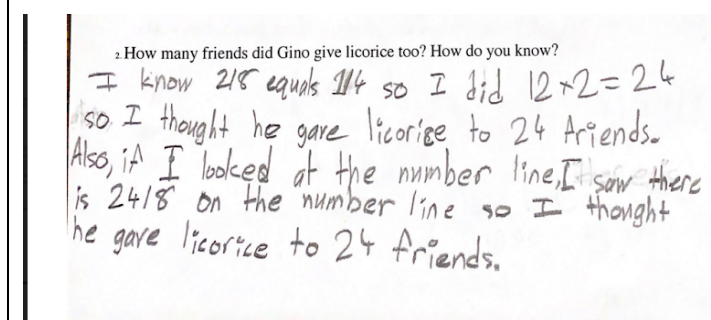 2. How many friends did Gino give licorice too? How do you know?
I know 2/8 equals 1/4 so I did 12×2=24
so I thought he gave licorice to 24 friends.
Also, if I looked at the number line, I saw there
is 24/8 on the number line so I thought
he gave licorice to 24 friends.